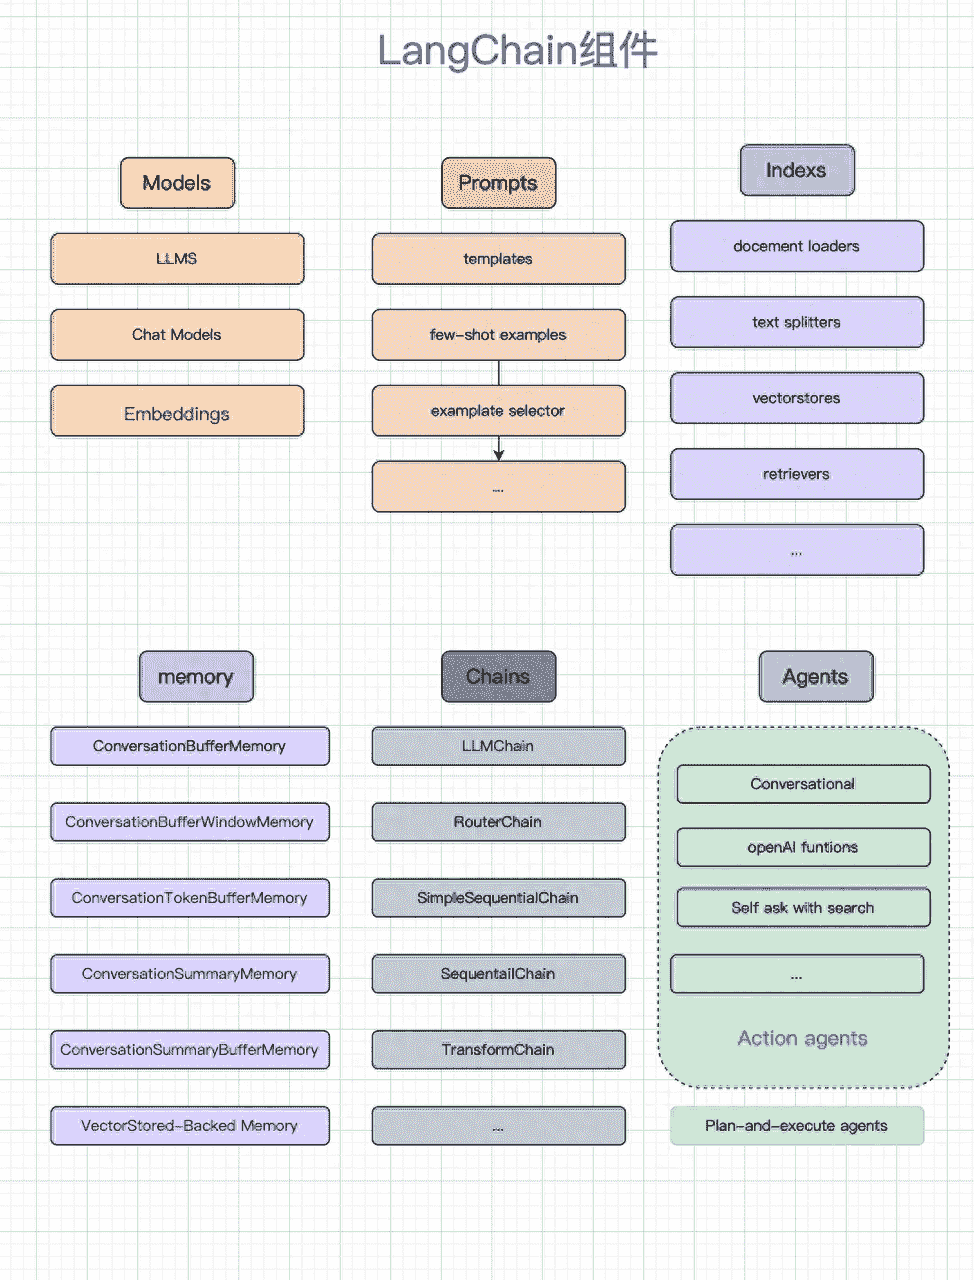 LangChain组件
Models
LLMS
Chat Models
Embeddings
Prompts
templates
few-shot examples
examplate selector
....
Indexs
docement loaders
text splitters
vectorstores
retrievers
...
memory
ConversationBufferMemory
ConversationBufferWindowMemory
ConversationTokenBufferMemory
ConversationSummaryMemory
ConversationSummaryBufferMemory
VectorStored-Backed Memory
Chains
LLMChain
RouterChain
SimpleSequentialChain
SequentailChain
TransformChain
...
Agents
Conversational
openAI funtions
Self ask with search
...
Action agents
Plan-and-execute agents